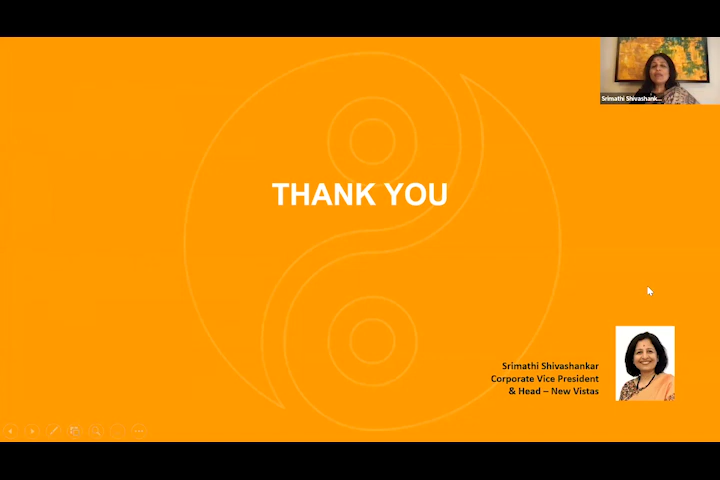 Srimathi Shivashank...
THANK YOU
Srimathi Shivashankar
Corporate Vice President
& Head – New Vistas